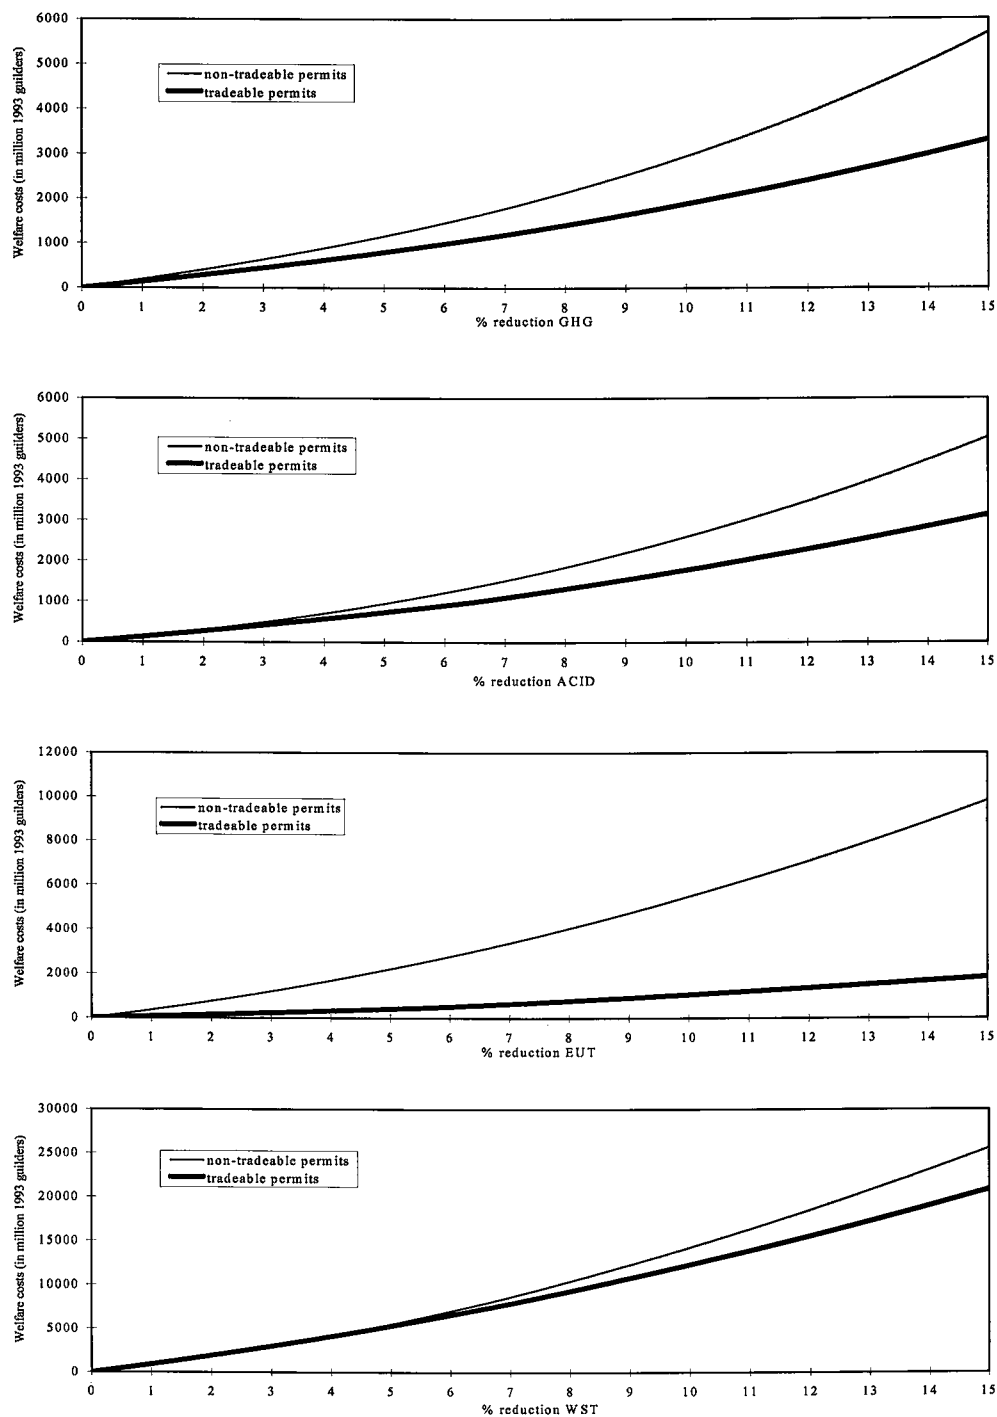 6000
5000
4000
3000
2000
1000
0
Welfare costs (in million 1993 guilders)
non-tradeable permits
tradeable permits
0 1 2 3 4 5 6 7 8 9 10 11 12 13 14 15
% reduction GHG
6000
5000
4000
3000
2000
1000
0
Welfare costs (in million 1993 guilders)
non-tradeable permits
tradeable permits
0 1 2 3 4 5 6 7 8 9 10 11 12 13 14 15
% reduction ACID
12000
10000
8000
6000
4000
2000
0
Welfare costs (in million 1993 guilders)
non-tradeable permits
tradeable permits
0 1 2 3 4 5 6 7 8 9 10 11 12 13 14 15
% reduction EUT
30000
25000
20000
15000
10000
5000
0
Welfare costs (in million 1993 guilders)
non-tradeable permits
tradeable permits
0 1 2 3 4 5 6 7 8 9 10 11 12 13 14 15
% reduction WST